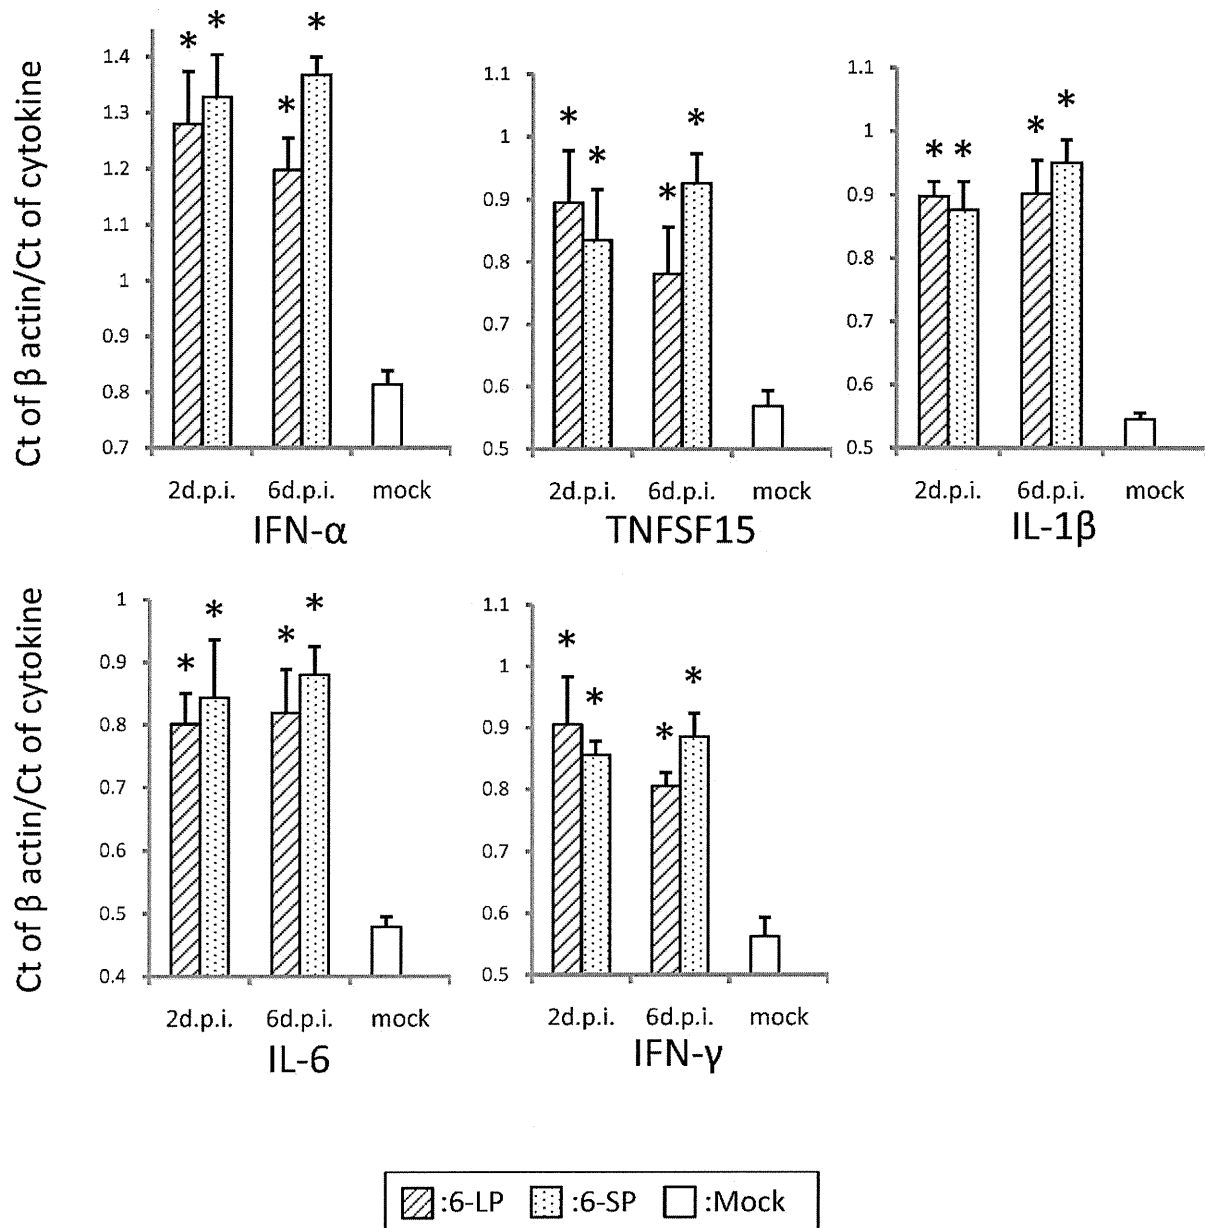 Ct of β actin/Ct of cytokine
* * * *
1.4
1.3
1.2
1.1
1
0.9
0.8
0.7
2d.p.i. 6d.p.i. mock
IFN-α
* * * *
1.1
1
0.9
0.8
0.7
0.6
0.5
2d.p.i. 6d.p.i. mock
TNFSF15
* * * *
1.1
1
0.9
0.8
0.7
0.6
0.5
2d.p.i. 6d.p.i. mock
IL-1β
Ct of β actin/Ct of cytokine
* * * *
1
0.9
0.8
0.7
0.6
0.5
0.4
2d.p.i. 6d.p.i. mock
IL-6
* * * *
1.1
1
0.9
0.8
0.7
0.6
0.5
2d.p.i. 6d.p.i. mock
IFN-γ
:6-LP :6-SP :Mock